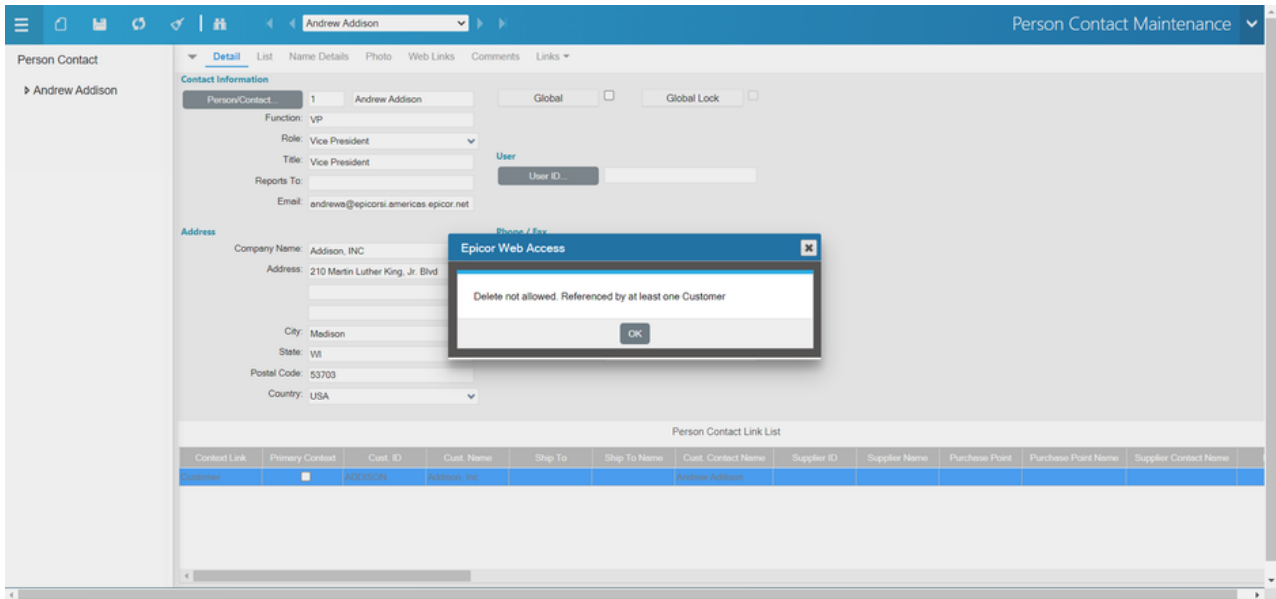 Andrew Addison
Person Contact Maintenance
Person Contact
Andrew Addison
Detail List Name Details Photo Web Links Comments Links
Contact Information
Person/Contact... 1 Andrew Addison Global Global Lock
Function: VP
Role: Vice President
Title: Vice President
User
User ID...
Reports To:
Email: andrewa@epicorsi.americas.epicor.net
Address Phone / Fax
Company Name: Addison, INC
Address: 210 Martin Luther King, Jr. Blvd
City: Madison
State: WI
Postal Code: 53703
Country: USA
Epicor Web Access
Delete not allowed. Referenced by at least one Customer
OK
Person Contact Link List
Context Link Primary Context Cust. ID Cust. Name Ship To Ship To Name Cust. Contact Name Supplier ID Supplier Name Purchase Point Purchase Point Name Supplier Contact Name
Customer ADDISON Addison, Inc. Andrew Addison